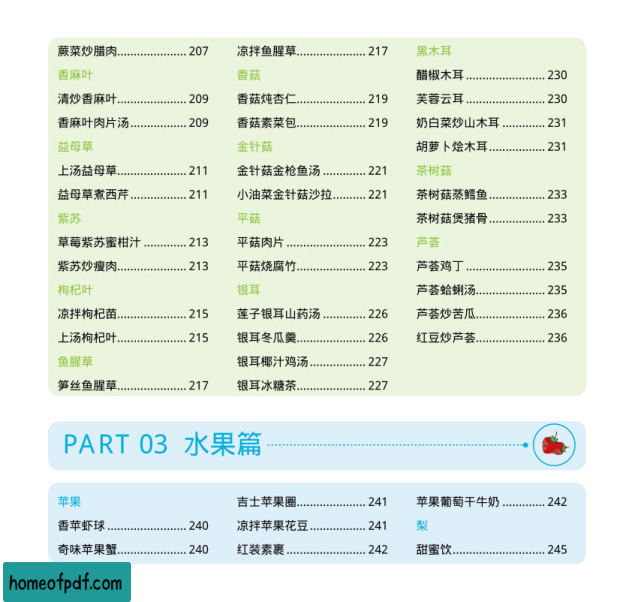 蕨菜炒腊肉..................... 207
香麻叶
清炒香麻叶..................... 209
香麻叶肉片汤................. 209
益母草
上汤益母草..................... 211
益母草煮西芹................. 211
紫苏
草莓紫苏蜜柑汁 ............. 213
紫苏炒瘦肉..................... 213
枸杞叶
凉拌枸杞苗..................... 215
上汤枸杞叶..................... 215
鱼腥草
笋丝鱼腥草..................... 217
凉拌鱼腥草..................... 217
香菇
香菇炖杏仁..................... 219
香菇素菜包..................... 219
金针菇
金针菇金枪鱼汤 ............. 221
小油菜金针菇沙拉.......... 221
平菇
平菇肉片 ........................ 223
平菇烧腐竹..................... 223
银耳
莲子银耳山药汤 ............. 226
银耳冬瓜羹..................... 226
银耳椰汁鸡汤................. 227
银耳冰糖茶..................... 227
黑木耳
醋椒木耳 ........................ 230
芙蓉云耳 ........................ 230
奶白菜炒山木耳 ............. 231
胡萝卜烩木耳................. 231
茶树菇
茶树菇蒸鳕鱼................. 233
茶树菇煲猪骨................. 233
芦荟
芦荟鸡丁 ........................ 235
芦荟蛤蜊汤..................... 235
芦荟炒苦瓜..................... 236
红豆炒芦荟..................... 236
PART 03 水果篇
苹果
香苹虾球 ........................ 240
奇味苹果蟹..................... 240
吉士苹果圈..................... 241
凉拌苹果花豆................. 241
红装素裹 ........................ 242
苹果葡萄干牛奶 ............. 242
梨
甜蜜饮............................ 245
homeofpdf.com